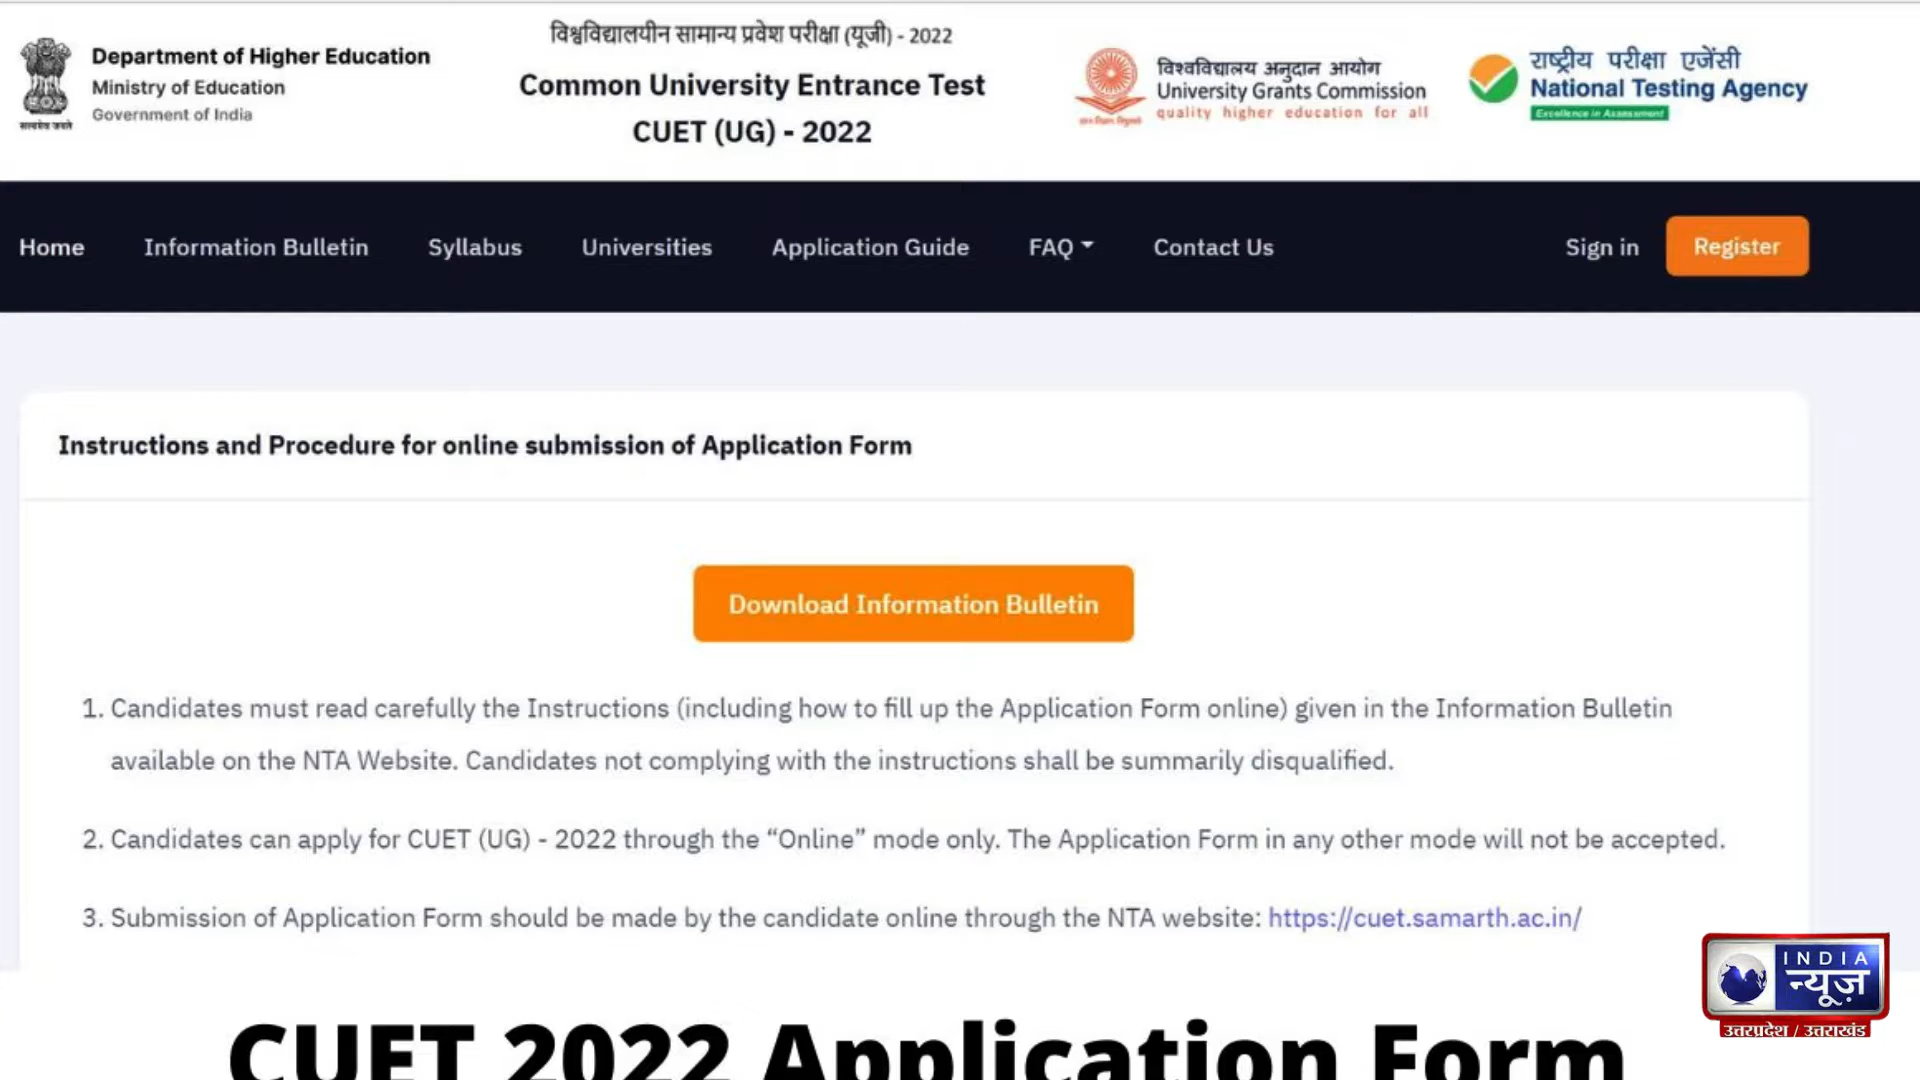 विश्वविद्यालयीन सामान्य प्रवेश परीक्षा (यूजी) - 2022
Department of Higher Education
Ministry of Education
Government of India
सत्यमेव जयते
Common University Entrance Test
CUET (UG) - 2022
विश्वविद्यालय अनुदान आयोग
University Grants Commission
quality higher education for all
राष्ट्रीय परीक्षा एजेंसी
National Testing Agency
Excellence in Assessment
Home
Information Bulletin
Syllabus
Universities
Application Guide
FAQ
Contact Us
Sign in
Register
Instructions and Procedure for online submission of Application Form
Download Information Bulletin
1. Candidates must read carefully the Instructions (including how to fill up the Application Form online) given in the Information Bulletin
available on the NTA Website. Candidates not complying with the instructions shall be summarily disqualified.
2. Candidates can apply for CUET (UG) - 2022 through the “Online” mode only. The Application Form in any other mode will not be accepted.
3. Submission of Application Form should be made by the candidate online through the NTA website: https://cuet.samarth.ac.in/
INDIA
न्यूज़
उत्तरप्रदेश / उत्तराखंड
CUET 2022 Application Form